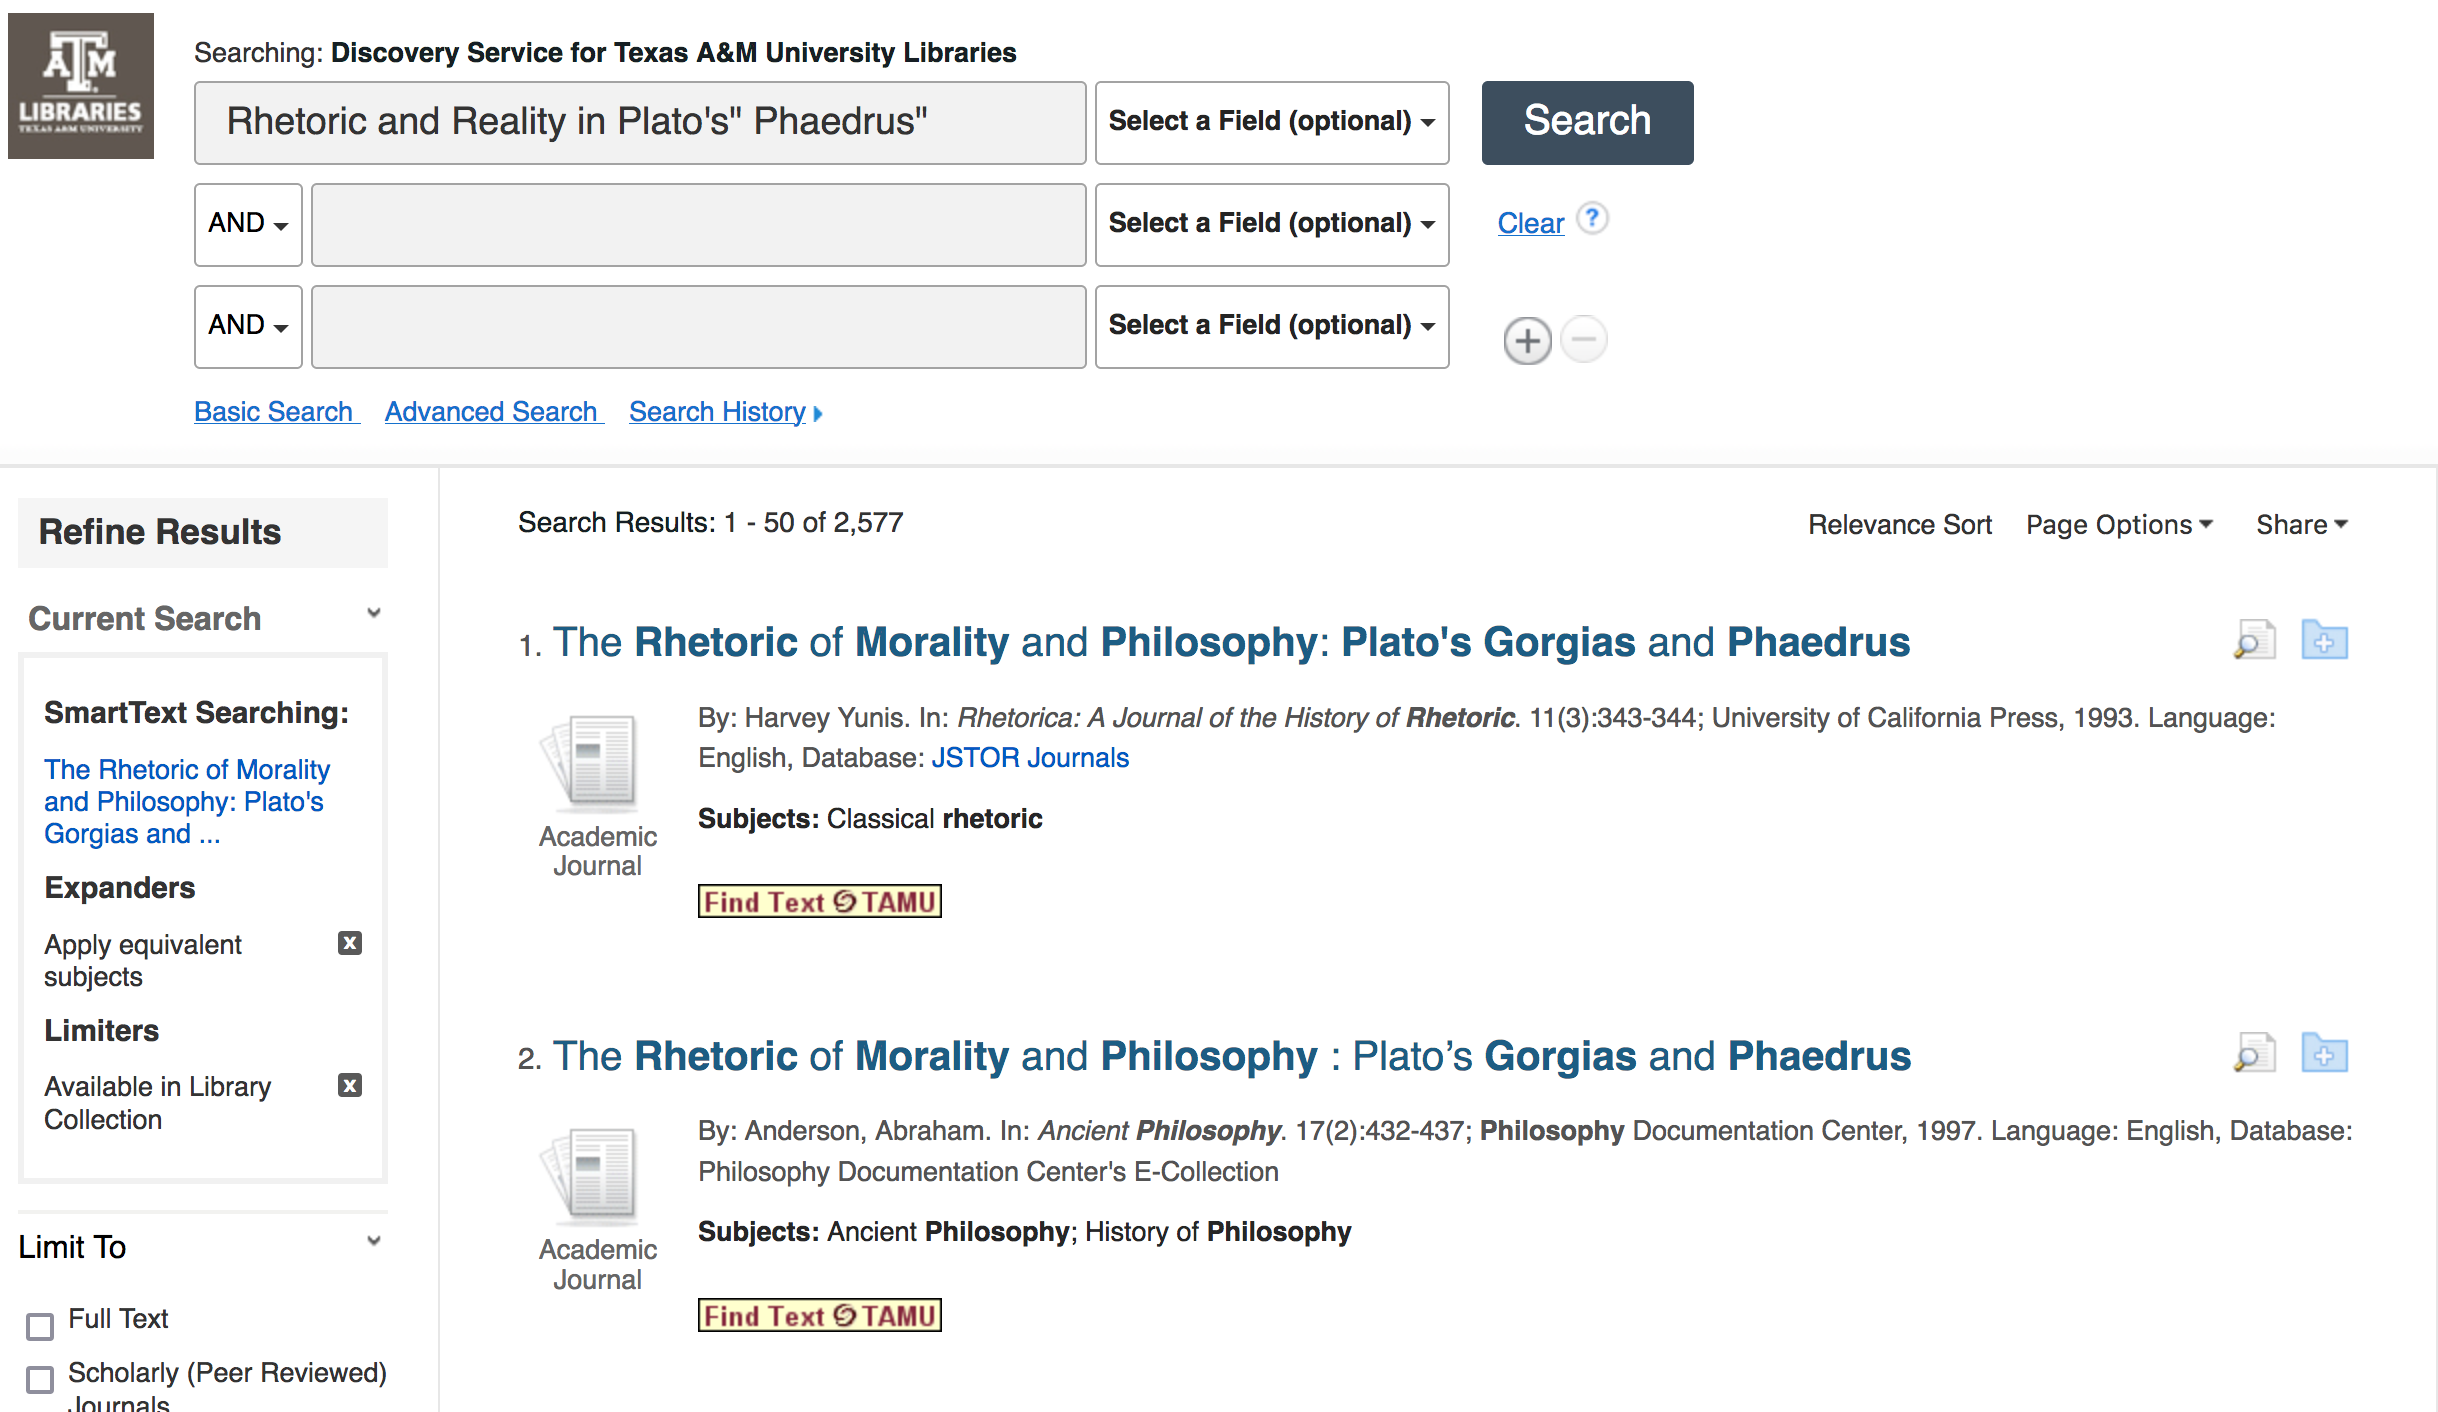 ATM
LIBRARIES
TEXAS A&M UNIVERSITY
Searching: Discovery Service for Texas A&M University Libraries
Rhetoric and Reality in Plato's" Phaedrus"
Select a Field (optional)
Search
AND
Select a Field (optional)
Clear ?
AND
Select a Field (optional)
Basic Search Advanced Search Search History
Refine Results
Current Search
SmartText Searching:
The Rhetoric of Morality
and Philosophy: Plato's
Gorgias and ...
Expanders
Apply equivalent
subjects
Limiters
Available in Library
Collection
Limit To
Full Text
Scholarly (Peer Reviewed)
Journals
Search Results: 1 - 50 of 2,577
Relevance Sort Page Options Share
1. The Rhetoric of Morality and Philosophy: Plato's Gorgias and Phaedrus
Academic
Journal
By: Harvey Yunis. In: Rhetorica: A Journal of the History of Rhetoric. 11(3):343-344; University of California Press, 1993. Language:
English, Database: JSTOR Journals
Subjects: Classical rhetoric
Find Text @ TAMU
2. The Rhetoric of Morality and Philosophy : Plato’s Gorgias and Phaedrus
Academic
Journal
By: Anderson, Abraham. In: Ancient Philosophy. 17(2):432-437; Philosophy Documentation Center, 1997. Language: English, Database:
Philosophy Documentation Center's E-Collection
Subjects: Ancient Philosophy; History of Philosophy
Find Text @ TAMU